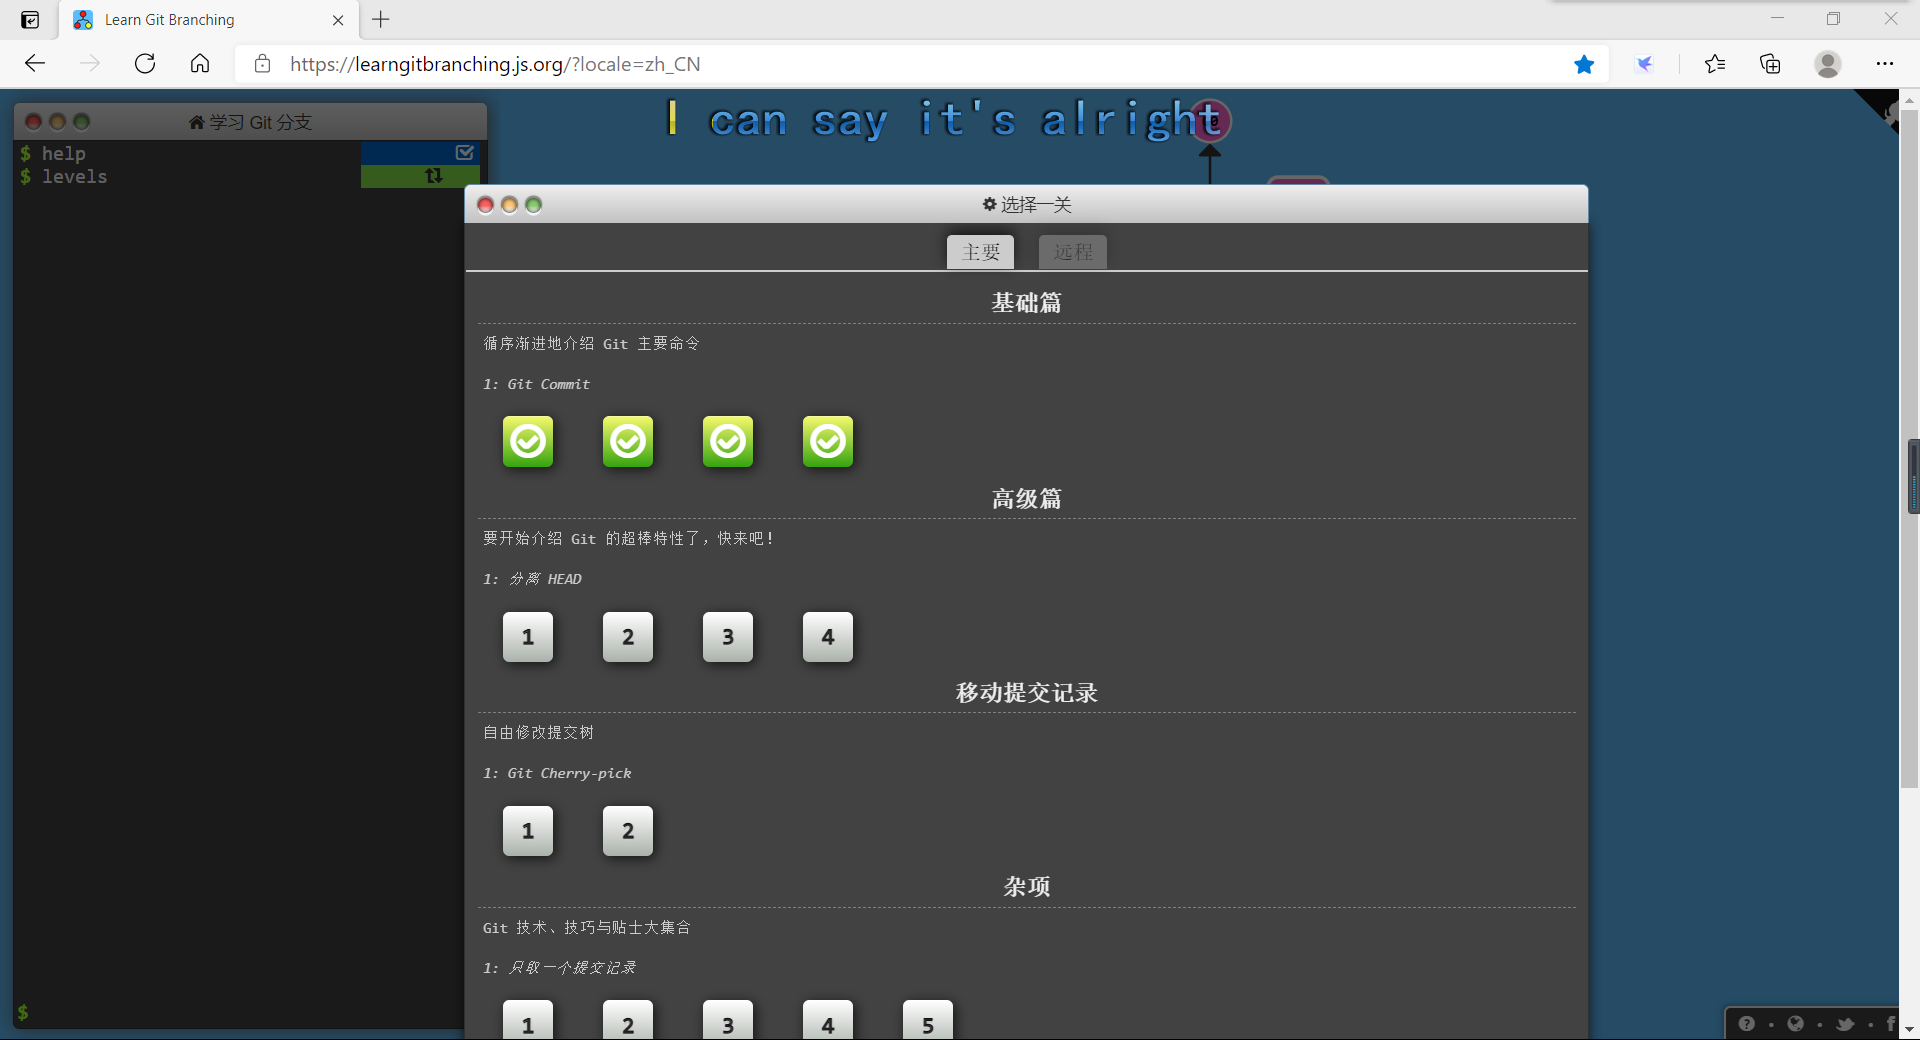 Learn Git Branching
https://learngitbranching.js.org/?locale=zh_CN
I can say it's alright
学习 Git 分支
$ help
$ levels
选择一关
主要
远程
基础篇
循序渐进地介绍 Git 主要命令
1: Git Commit
高级篇
要开始介绍 Git 的超棒特性了，快来吧！
1: 分离 HEAD
1 2 3 4
移动提交记录
自由修改提交树
1: Git Cherry-pick
1 2
杂项
Git 技术、技巧与贴士大集合
1: 只取一个提交记录
1 2 3 4 5
$